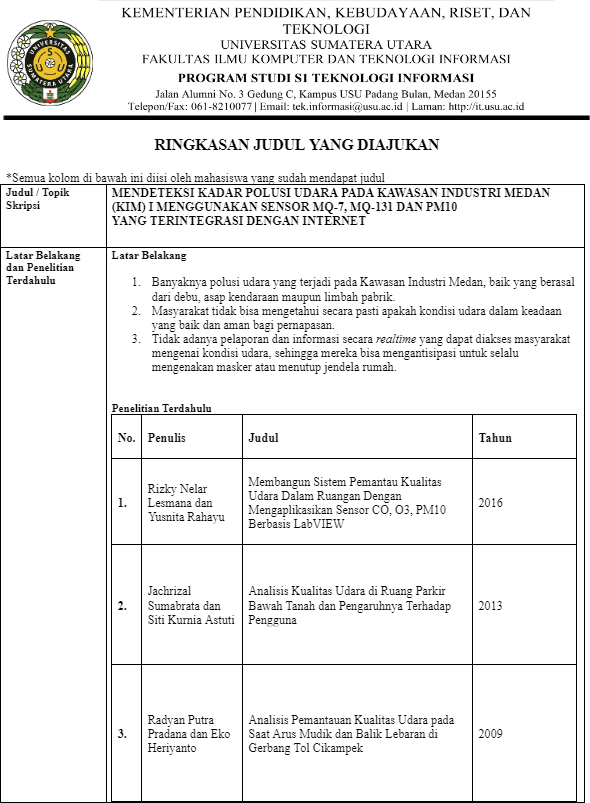 KEMENTERIAN PENDIDIKAN, KEBUDAYAAN, RISET, DAN
TEKNOLOGI
UNIVERSITAS SUMATERA UTARA
FAKULTAS ILMU KOMPUTER DAN TEKNOLOGI INFORMASI
PROGRAM STUDI S1 TEKNOLOGI INFORMASI
Jalan Alumni No. 3 Gedung C, Kampus USU Padang Bulan, Medan 20155
Telepon/Fax: 061-8210077 | Email: tek.informasi@usu.ac.id | Laman: http://it.usu.ac.id
RINGKASAN JUDUL YANG DIAJUKAN
*Semua kolom di bawah ini diisi oleh mahasiswa yang sudah mendapat judul
Judul / Topik
Skripsi
MENDETEKSI KADAR POLUSI UDARA PADA KAWASAN INDUSTRI MEDAN
(KIM) I MENGGUNAKAN SENSOR MQ-7, MQ-131 DAN PM10
YANG TERINTEGRASI DENGAN INTERNET
Latar Belakang
dan Penelitian
Terdahulu
Latar Belakang
1. Banyaknya polusi udara yang terjadi pada Kawasan Industri Medan, baik yang berasal
dari debu, asap kendaraan maupun limbah pabrik.
2. Masyarakat tidak bisa mengetahui secara pasti apakah kondisi udara dalam keadaan
yang baik dan aman bagi pernapasan.
3. Tidak adanya pelaporan dan informasi secara realtime yang dapat diakses masyarakat
mengenai kondisi udara, sehingga mereka bisa mengantisipasi untuk selalu
mengenakan masker atau menutup jendela rumah.
Penelitian Terdahulu
No. Penulis Judul Tahun
1. Rizky Nelar
Lesmana dan
Yusnita Rahayu
Membangun Sistem Pemantau Kualitas
Udara Dalam Ruangan Dengan
Mengaplikasikan Sensor CO, O3, PM10
Berbasis LabVIEW
2016
2. Jachrizal
Sumabrata dan
Siti Kurnia Astuti
Analisis Kualitas Udara di Ruang Parkir
Bawah Tanah dan Pengaruhnya Terhadap
Pengguna
2013
3. Radyan Putra
Pradana dan Eko
Heriyanto
Analisis Pemantauan Kualitas Udara pada
Saat Arus Mudik dan Balik Lebaran di
Gerbang Tol Cikampek
2009